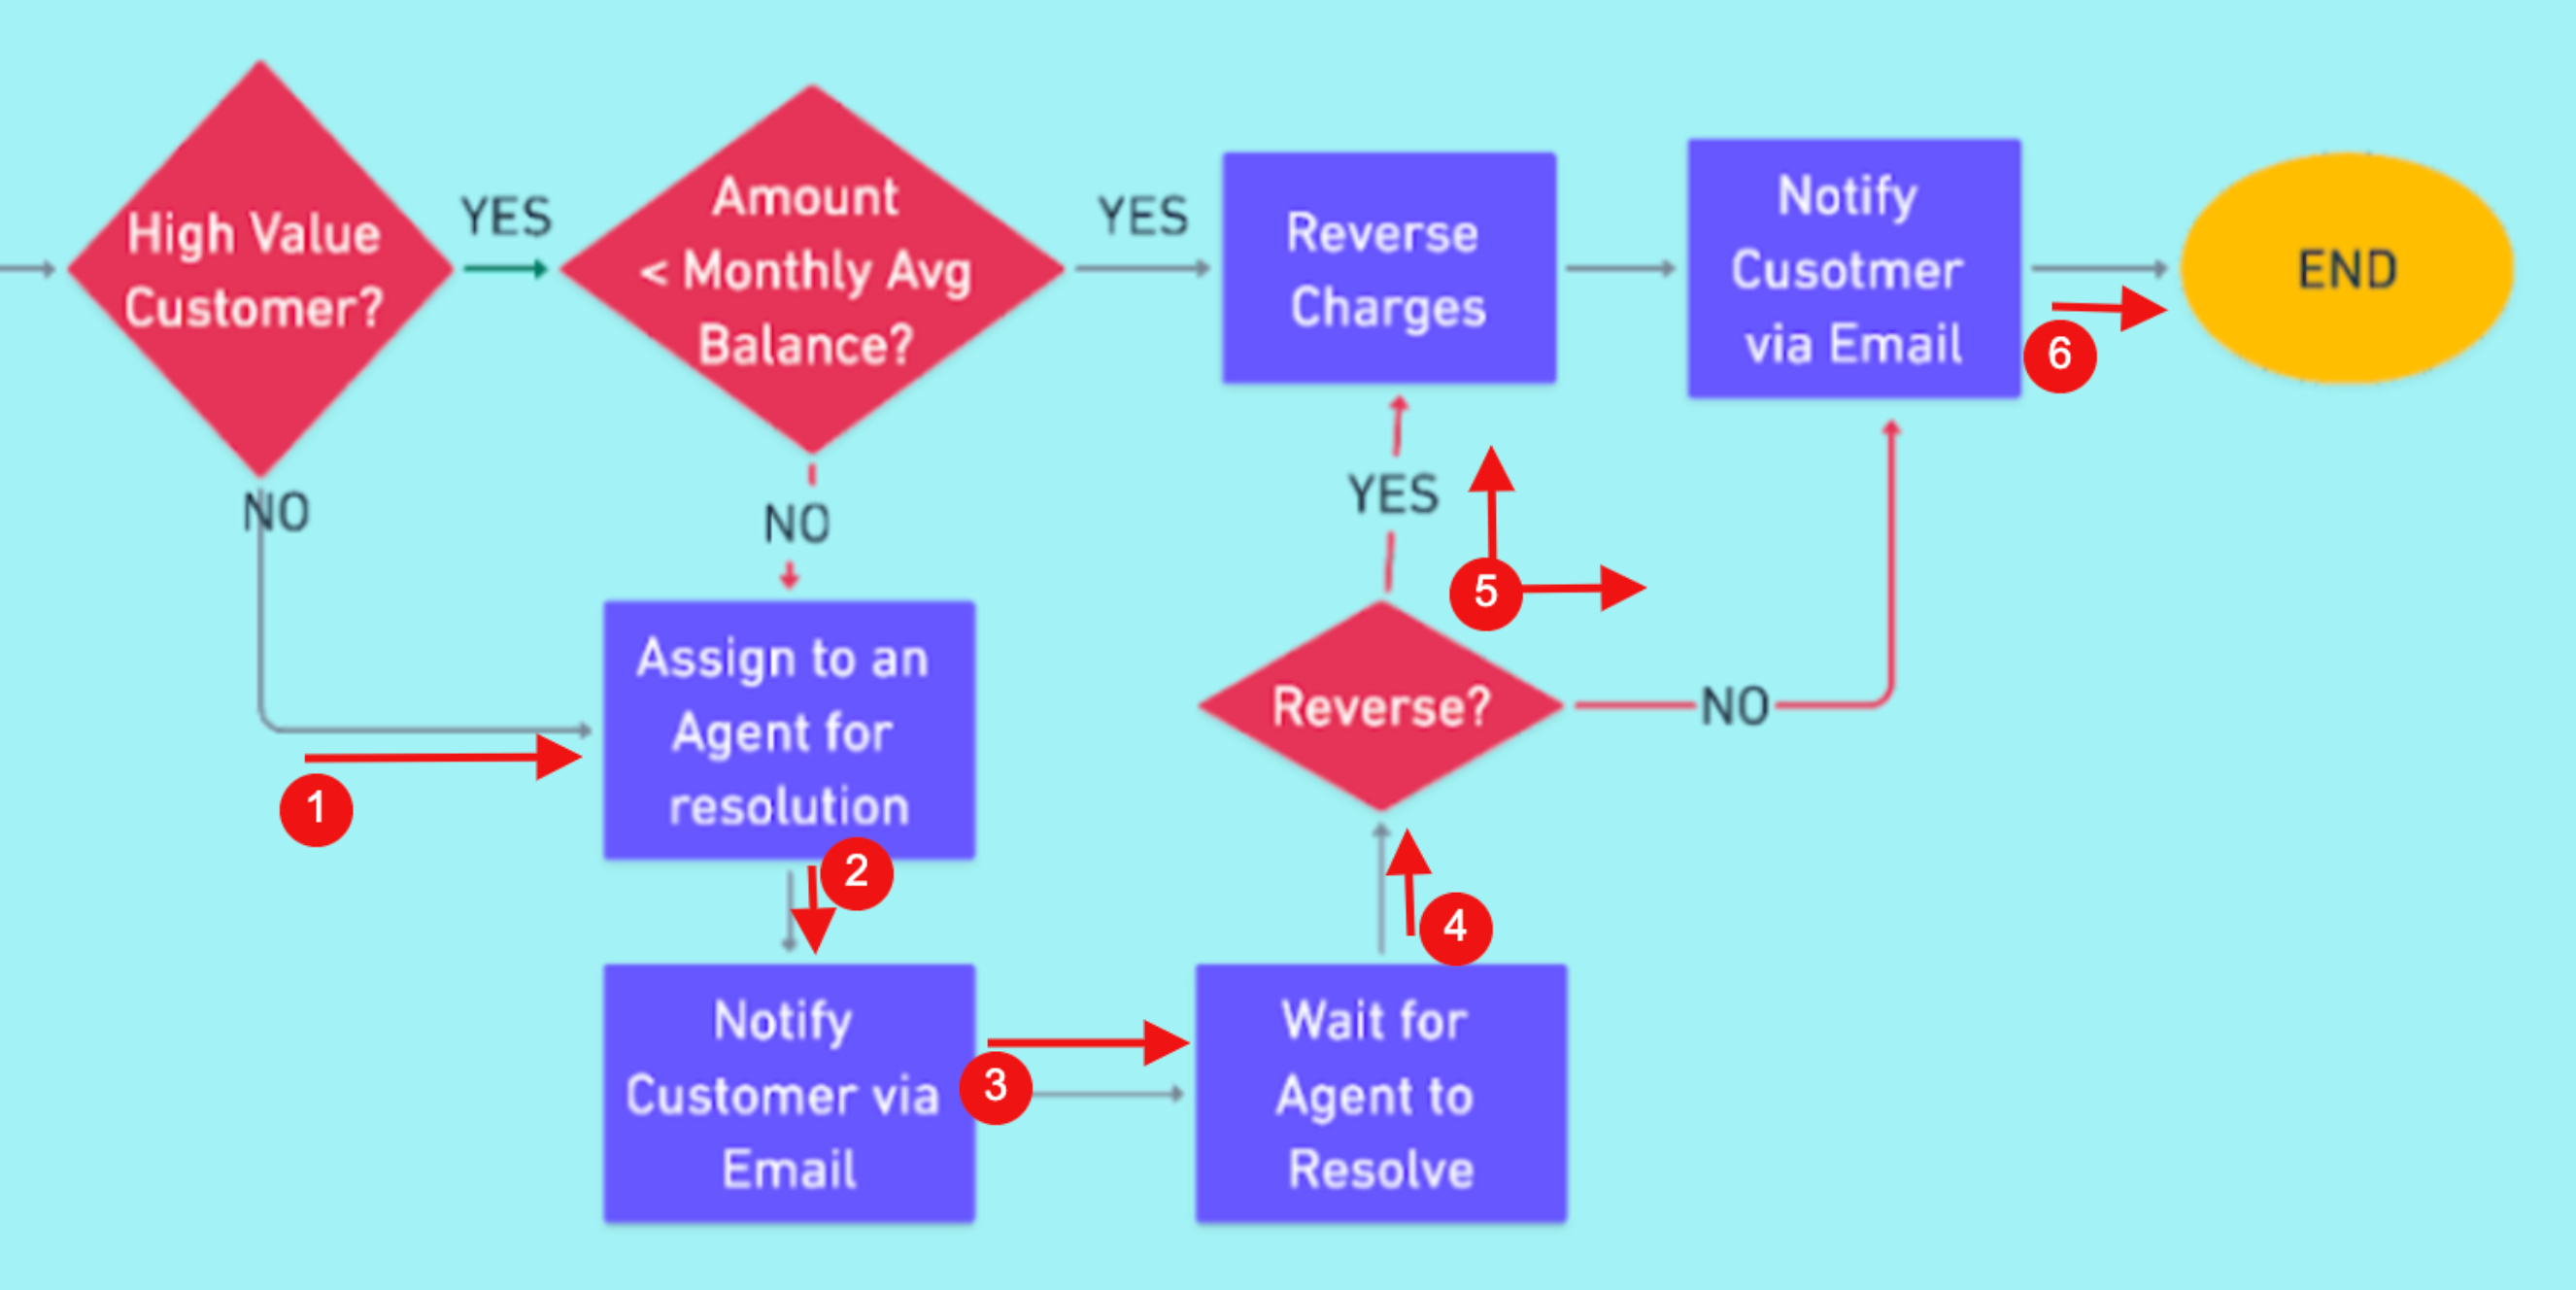 High Value
Customer?
YES
Amount
< Monthly Avg
Balance?
YES
Reverse
Charges
Notify
Cusotmer
via Email
END
6
NO
NO
YES
5
Assign to an
Agent for
resolution
Reverse?
NO
1
2
4
Notify
Customer via
Email
3
Wait for
Agent to
Resolve